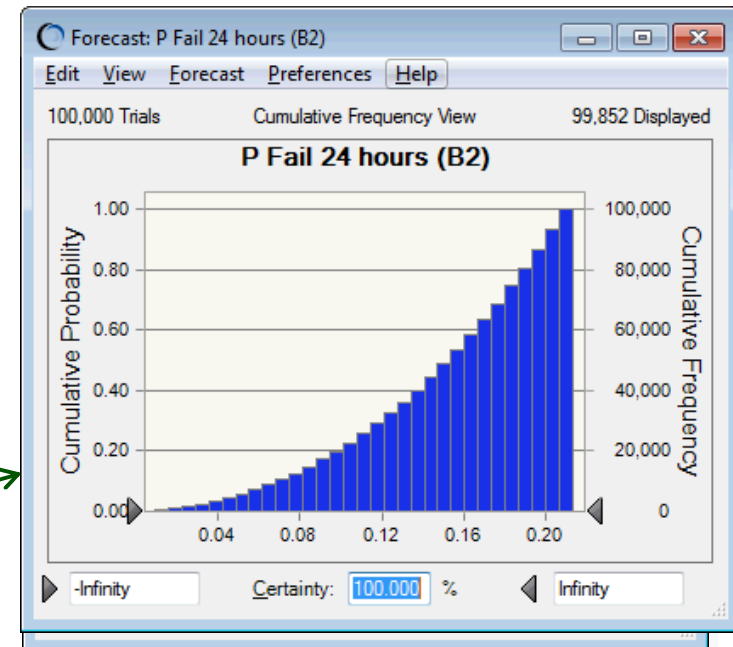 Forecast: P Fail 24 hours (B2)
Edit View Forecast Preferences Help
100,000 Trials Cumulative Frequency View 99,852 Displayed
P Fail 24 hours (B2)
Cumulative Probability
1.00
0.80
0.60
0.40
0.20
0.00
100,000
80,000
60,000
40,000
20,000
0
Cumulative Frequency
0.04 0.08 0.12 0.16 0.20
-Infinity Certainty: 100.000 % Infinity